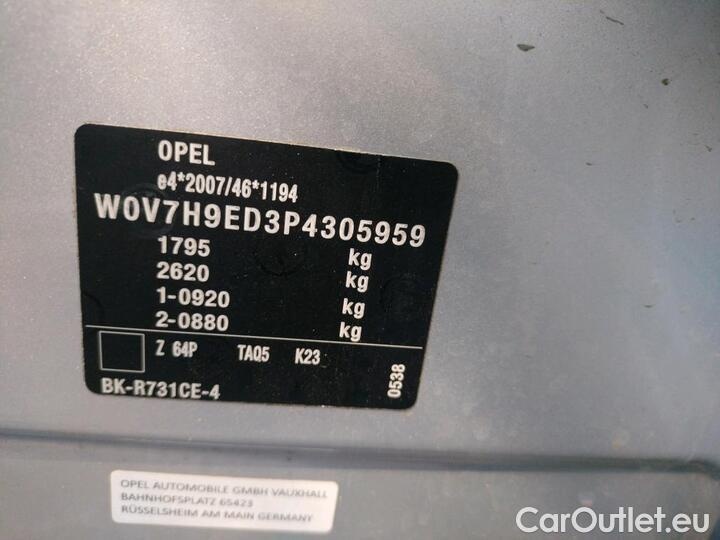 OPEL
e4*2007/46*1194
W0V7H9ED3P4305959
1795 kg
2620 kg
1-0920 kg
2-0880 kg
Z 64P TAQ5 K23
0538
BK-R731CE-4
OPEL AUTOMOBILE GMBH VAUXHALL
BAHNHOFSPLATZ 65423
RÜSSELSHEIM AM MAIN GERMANY
CarOutlet.eu